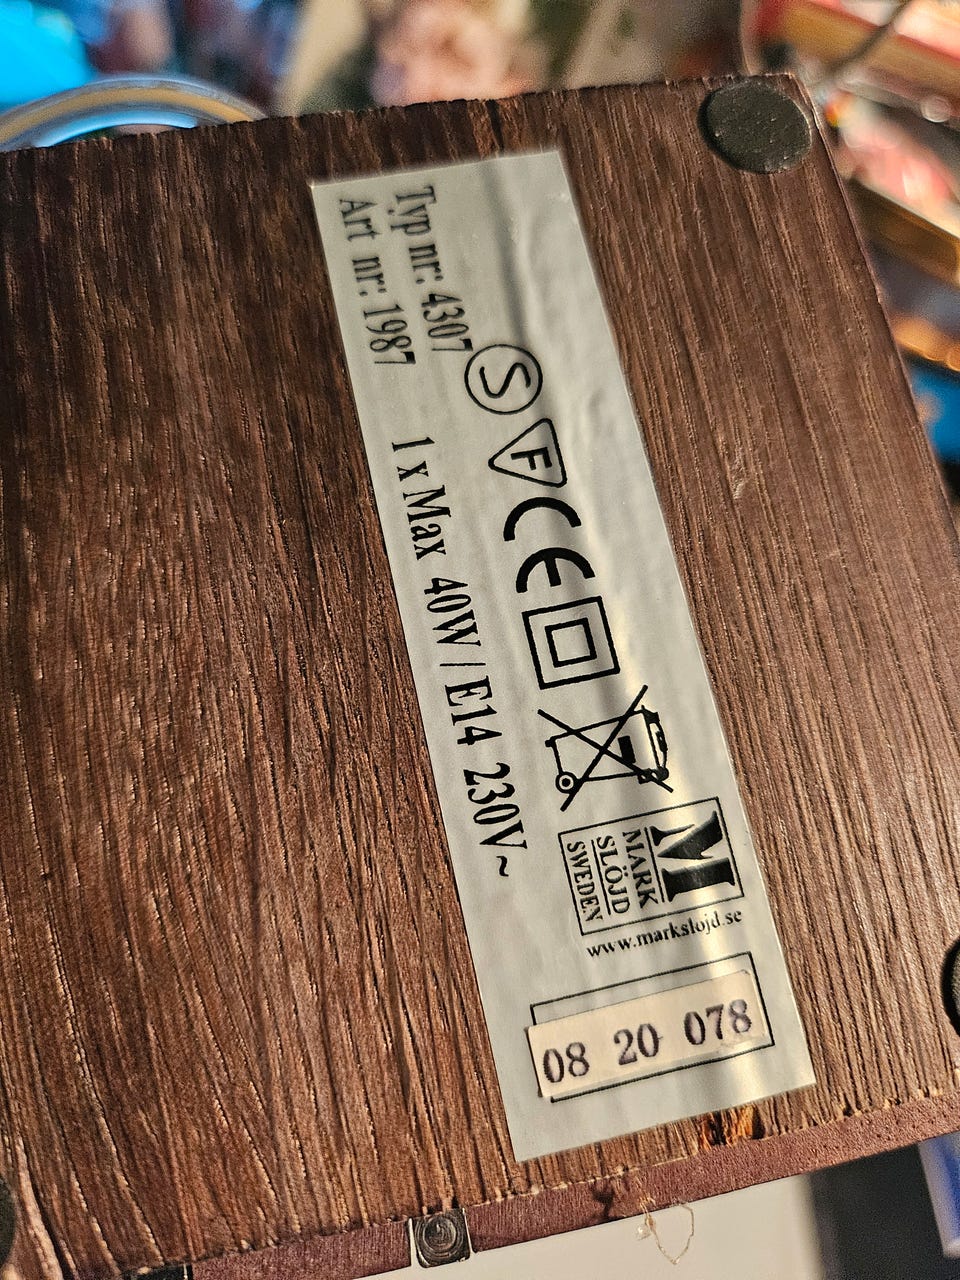 Typ nr: 4307
Art nr: 1987
1 x Max 40W / E14 230V~
S
F
CE
M
MARK
SLÖJD
SWEDEN
www.markslojd.se
08 20 078